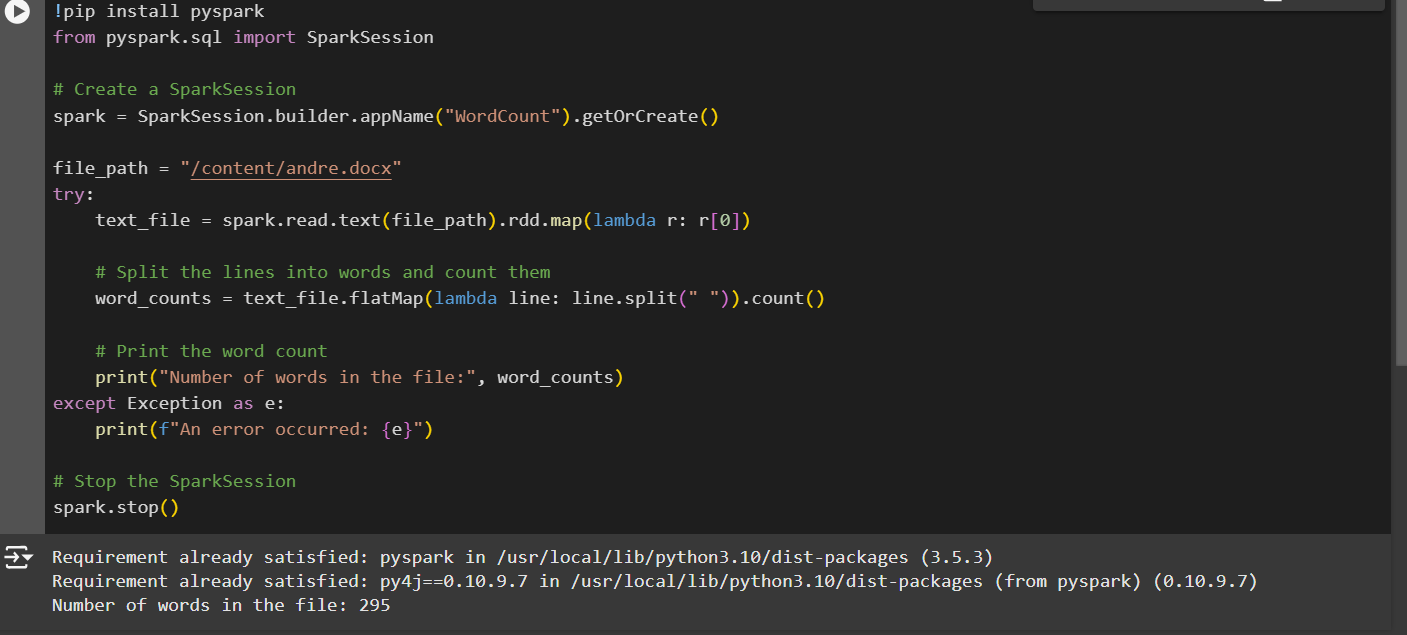 !pip install pyspark
from pyspark.sql import SparkSession
# Create a SparkSession
spark = SparkSession.builder.appName("WordCount").getOrCreate()
file_path = "/content/andre.docx"
try:
    text_file = spark.read.text(file_path).rdd.map(lambda r: r[0])
    # Split the lines into words and count them
    word_counts = text_file.flatMap(lambda line: line.split(" ")).count()
    # Print the word count
    print("Number of words in the file:", word_counts)
except Exception as e:
    print(f"An error occurred: {e}")
# Stop the SparkSession
spark.stop()
Requirement already satisfied: pyspark in /usr/local/lib/python3.10/dist-packages (3.5.3)
Requirement already satisfied: py4j==0.10.9.7 in /usr/local/lib/python3.10/dist-packages (from pyspark) (0.10.9.7)
Number of words in the file: 295